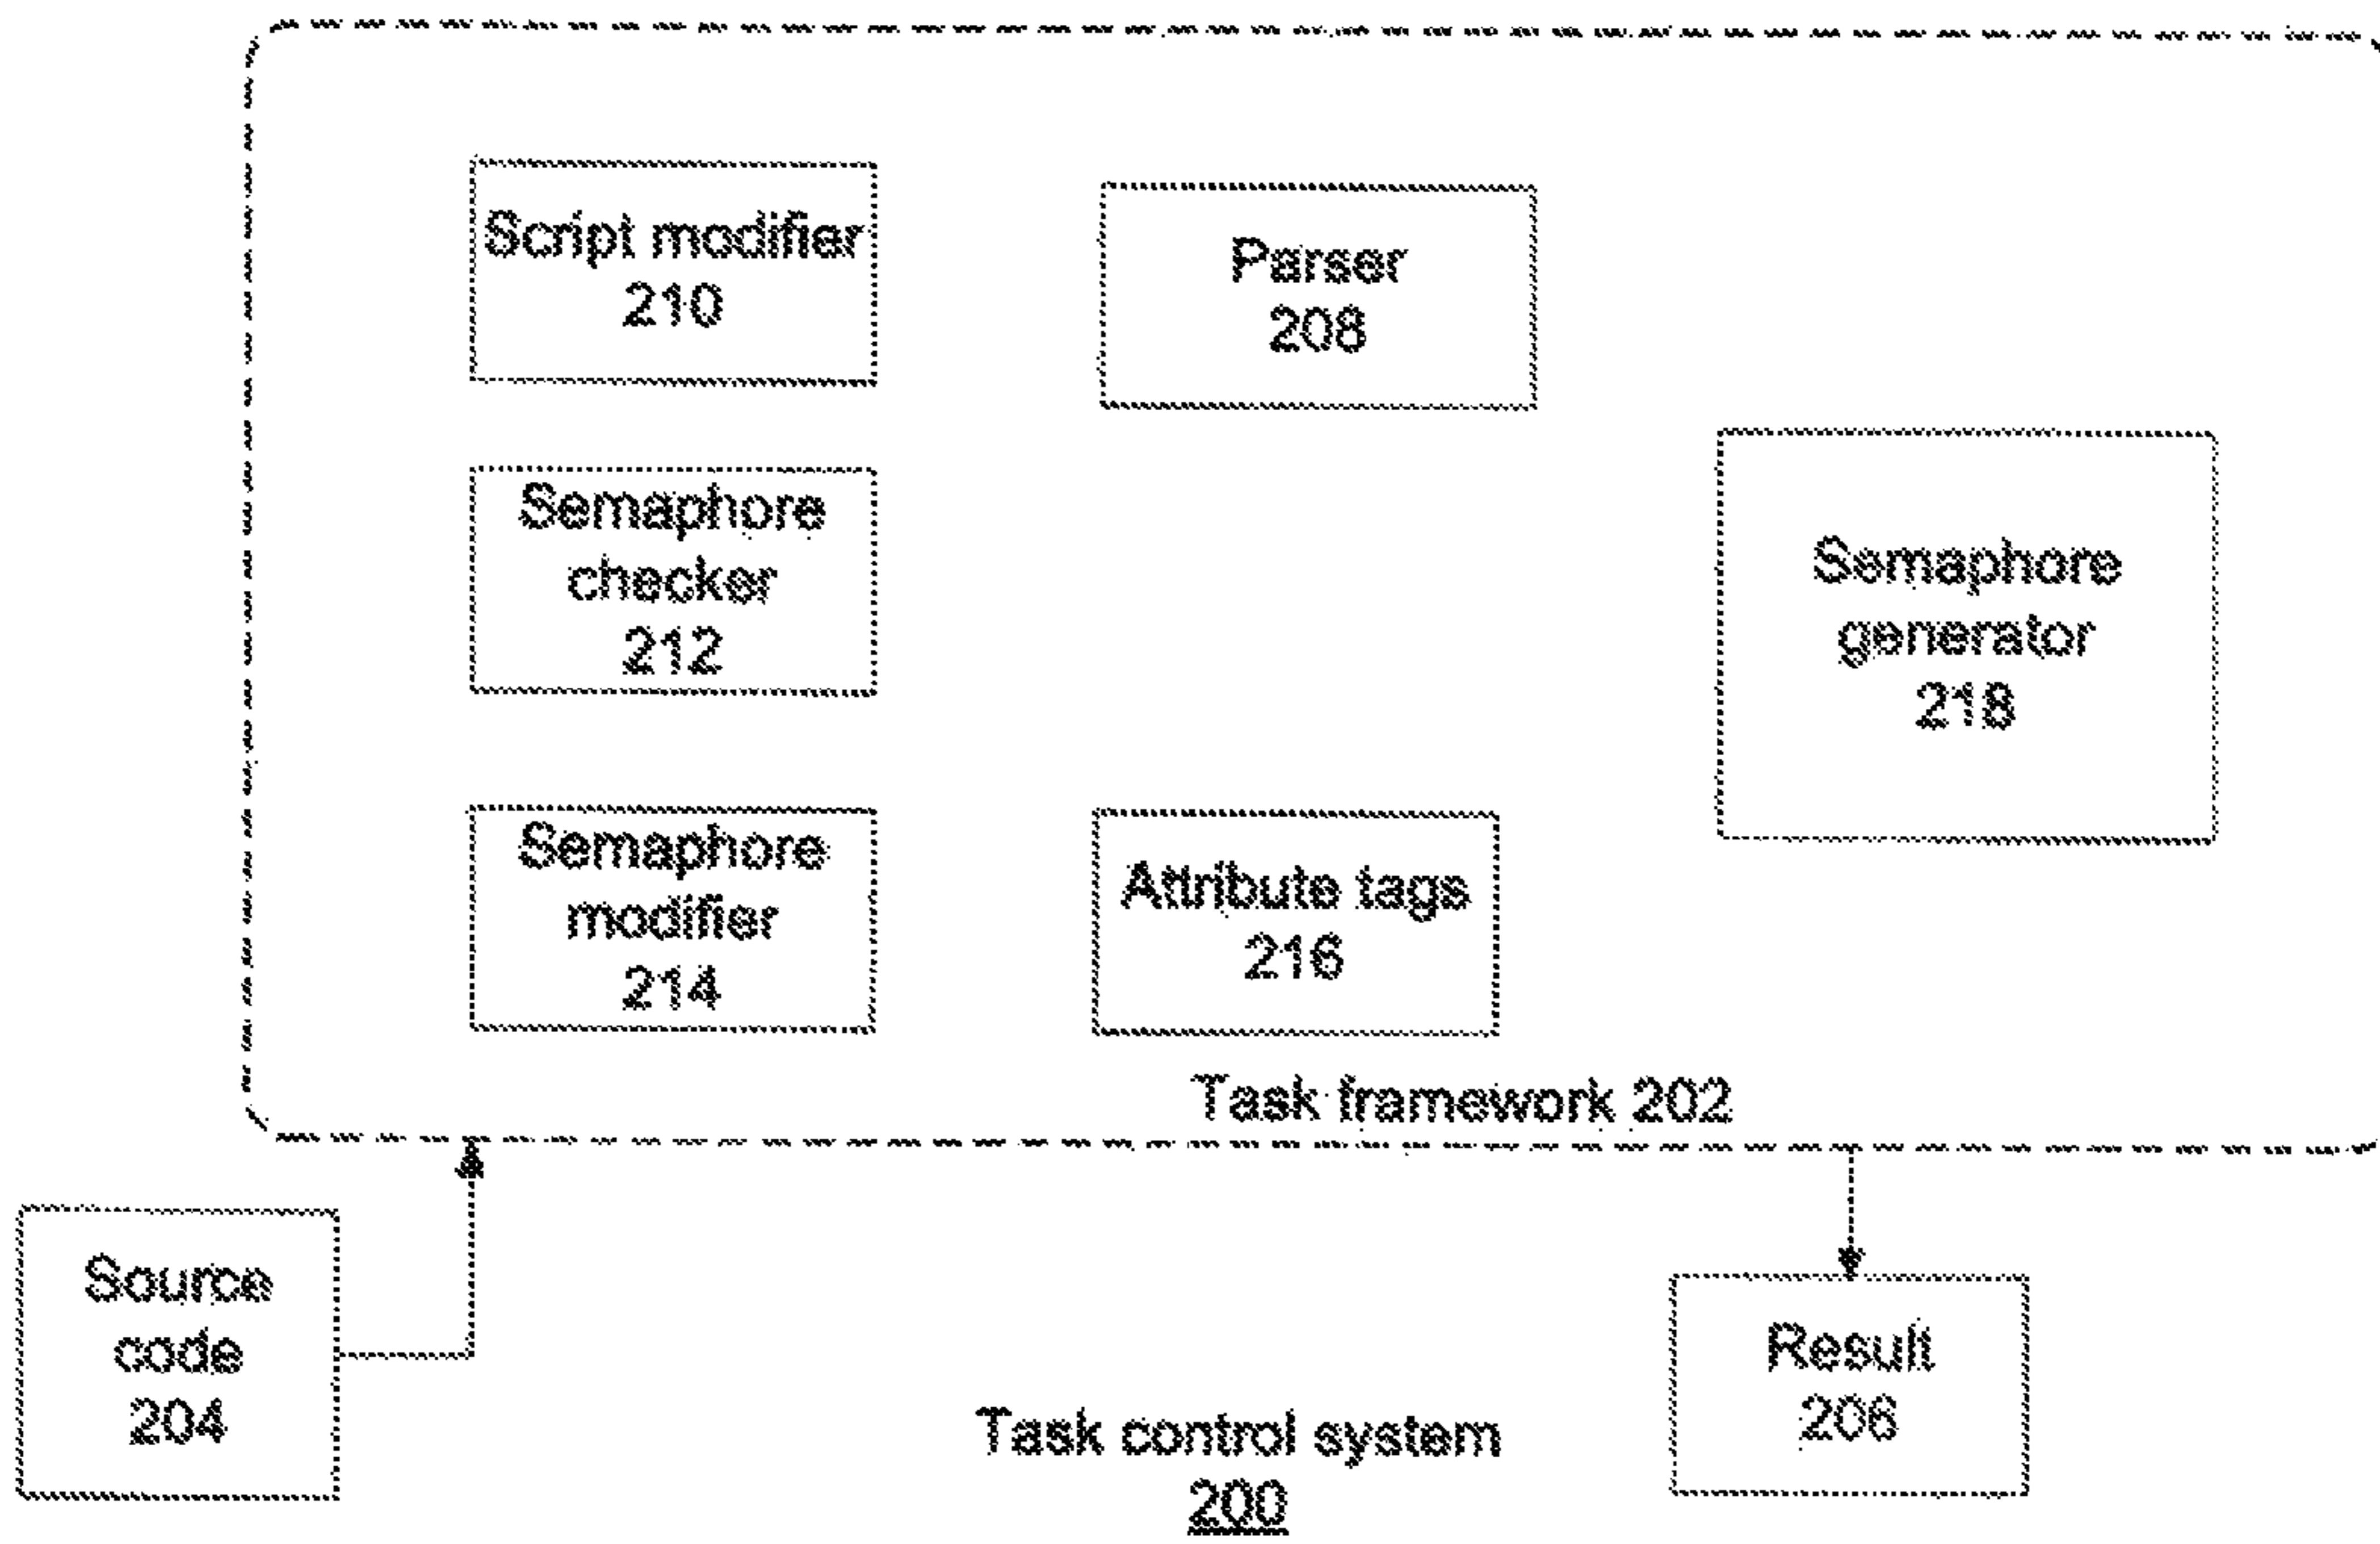 Script modifier
210
Parser
208
Semaphore
checker
212
Semaphore
generator
218
Semaphore
modifier
214
Attribute tags
216
Task framework 202
Source
code
204
Result
206
Task control system
200